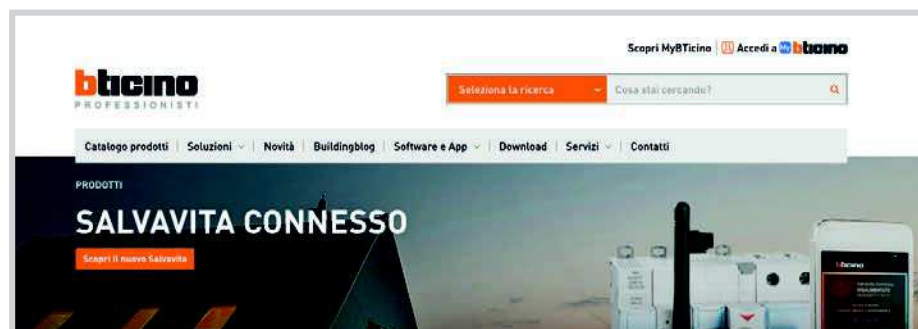 Scopri MyBTicino | Accedi a My bticino
bticino
PROFESSIONISTI
Seleziona la ricerca
Cosa stai cercando?
Catalogo prodotti | Soluzioni | Novità | Buildingblog | Software e App | Download | Servizi | Contatti
PRODOTTI
SALVAVITA CONNESSO
Scopri il nuovo Salvavita
bticino